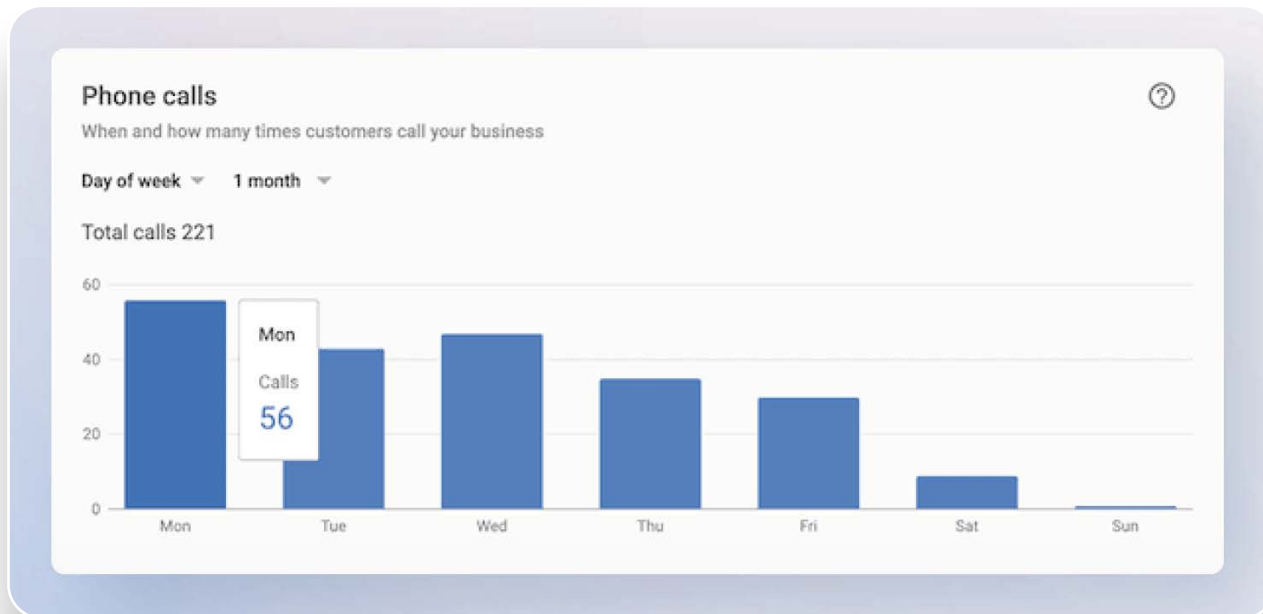 Phone calls
?
When and how many times customers call your business
Day of week 1 month
Total calls 221
60
40
20
0
Mon
Calls
56
Mon Tue Wed Thu Fri Sat Sun